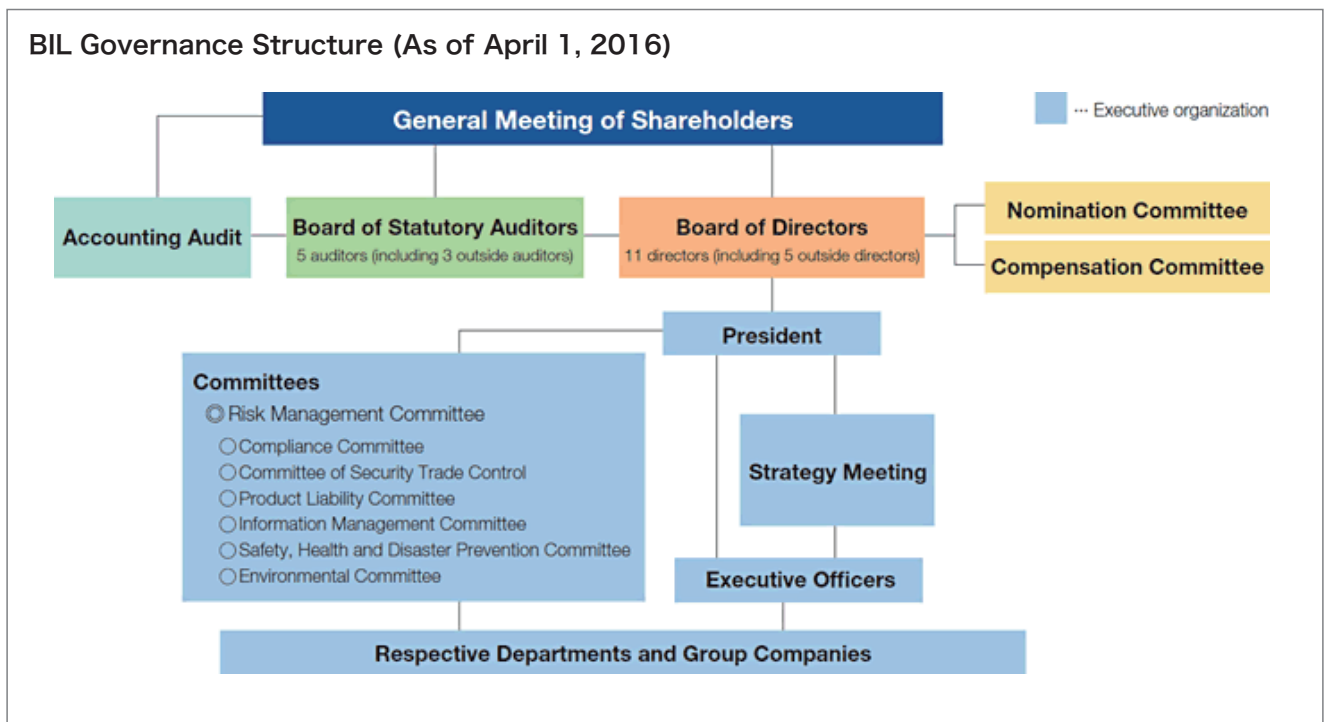 BIL Governance Structure (As of April 1, 2016)
General Meeting of Shareholders
··· Executive organization
Accounting Audit
Board of Statutory Auditors
5 auditors (including 3 outside auditors)
Board of Directors
11 directors (including 5 outside directors)
Nomination Committee
Compensation Committee
President
Committees
◎ Risk Management Committee
○ Compliance Committee
○ Committee of Security Trade Control
○ Product Liability Committee
○ Information Management Committee
○ Safety, Health and Disaster Prevention Committee
○ Environmental Committee
Strategy Meeting
Executive Officers
Respective Departments and Group Companies